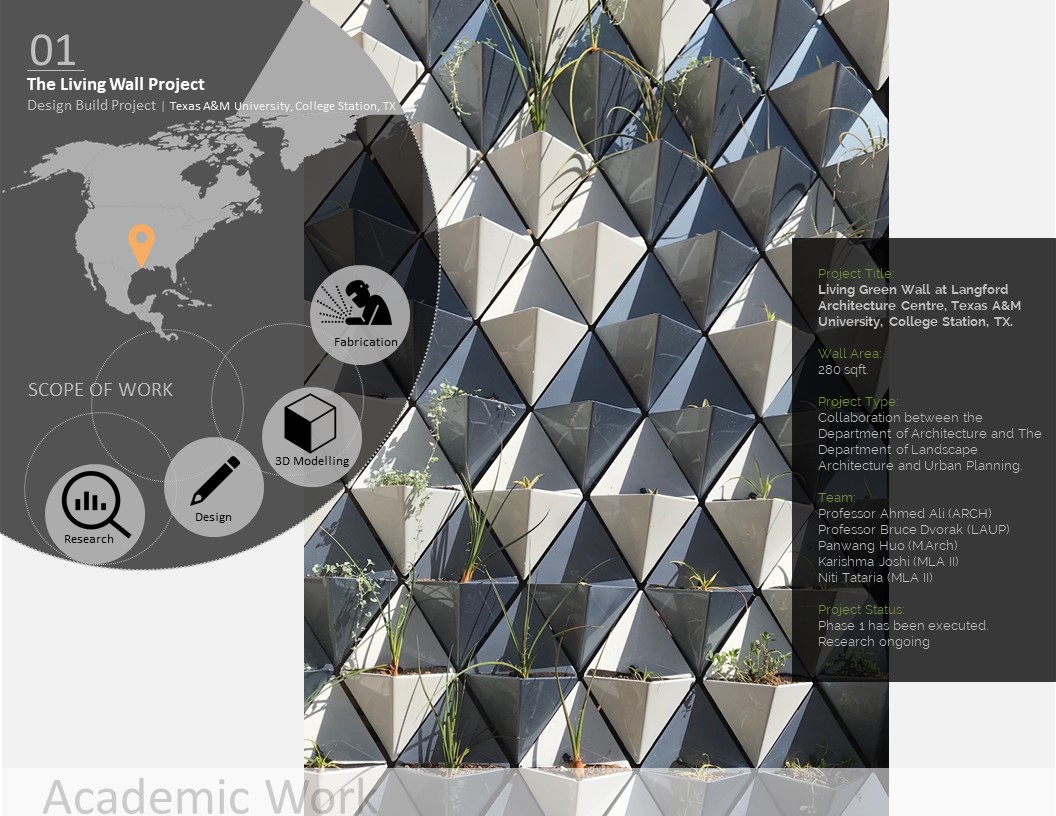 01
The Living Wall Project
Design Build Project | Texas A&M University, College Station, TX
SCOPE OF WORK
Fabrication
3D Modelling
Design
Research
Project Title:
Living Green Wall at Langford
Architecture Centre, Texas A&M
University, College Station, TX.
Wall Area:
280 sqft.
Project Type:
Collaboration between the
Department of Architecture and The
Department of Landscape
Architecture and Urban Planning.
Team:
Professor Ahmed Ali (ARCH)
Professor Bruce Dvorak (LAUP)
Panwang Huo (M.Arch)
Karishma Joshi (MLA II)
Niti Tataria (MLA II)
Project Status:
Phase 1 has been executed.
Research ongoing
Academic Work